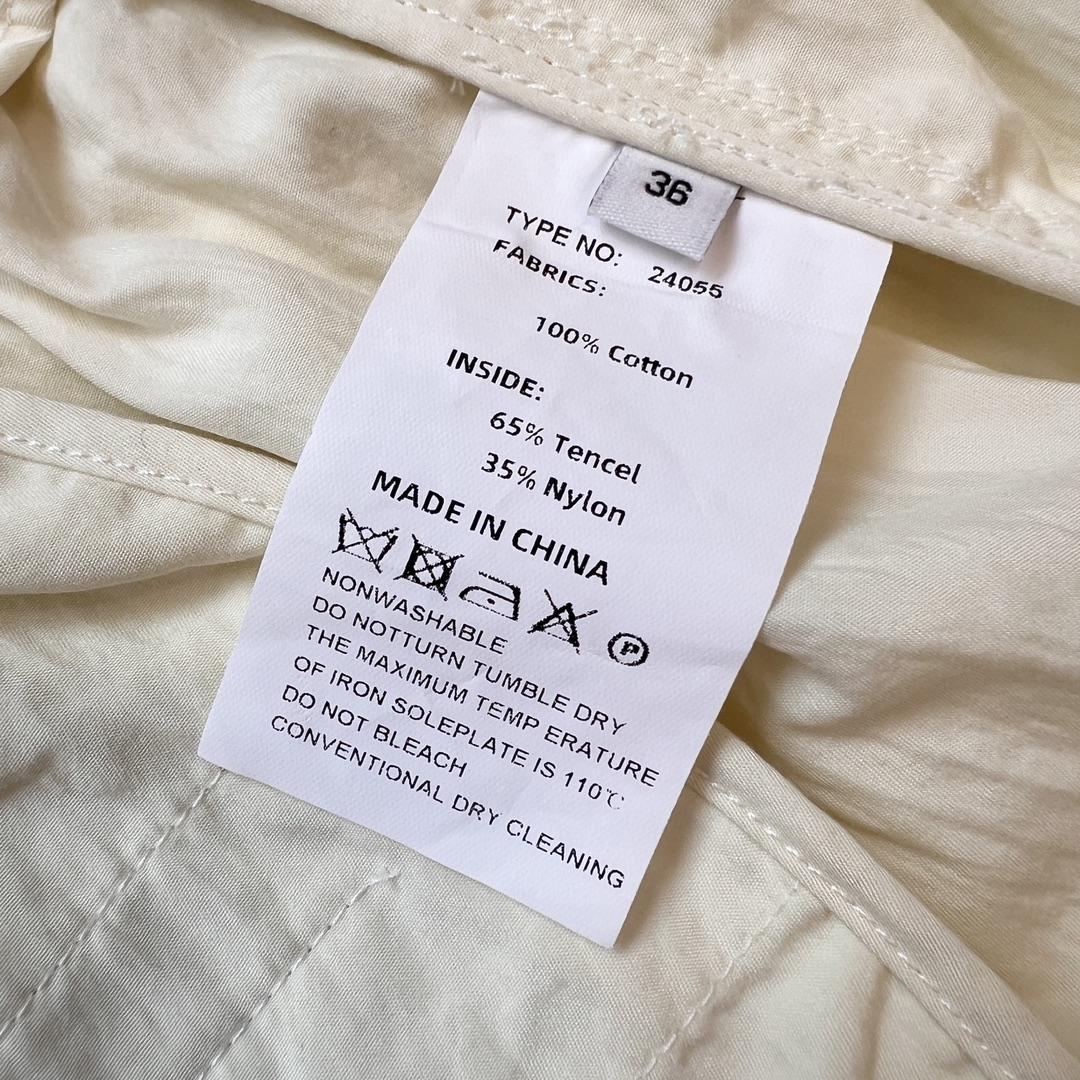 36
TYPE NO: 24055
FABRICS:
100% Cotton
INSIDE:
65% Tencel
35% Nylon
MADE IN CHINA
P
NONWASHABLE
DO NOTTURN TUMBLE DRY
THE MAXIMUM TEMP ERATURE
OF IRON SOLEPLATE IS 110℃
DO NOT BLEACH
CONVENTIONAL DRY CLEANING